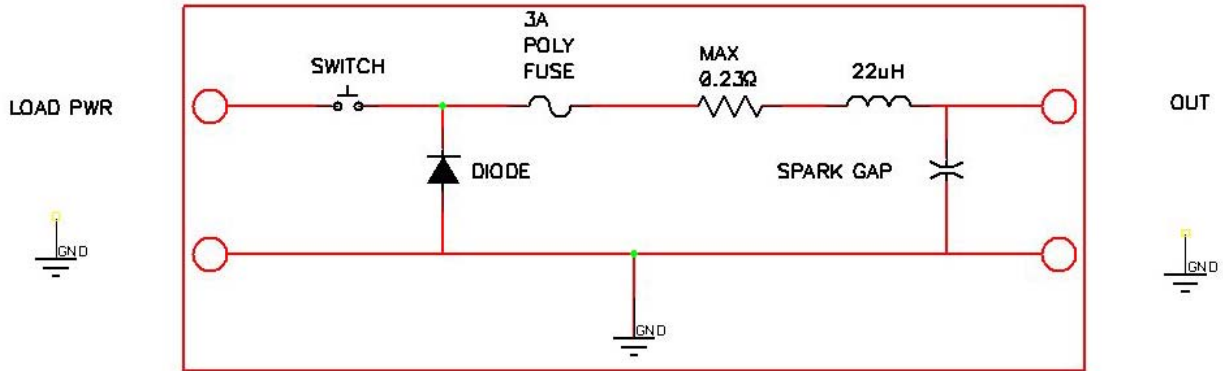 3A
POLY
FUSE
MAX
0.23Ω
SWITCH
22uH
LOAD PWR
OUT
DIODE
SPARK GAP
GND
GND
GND